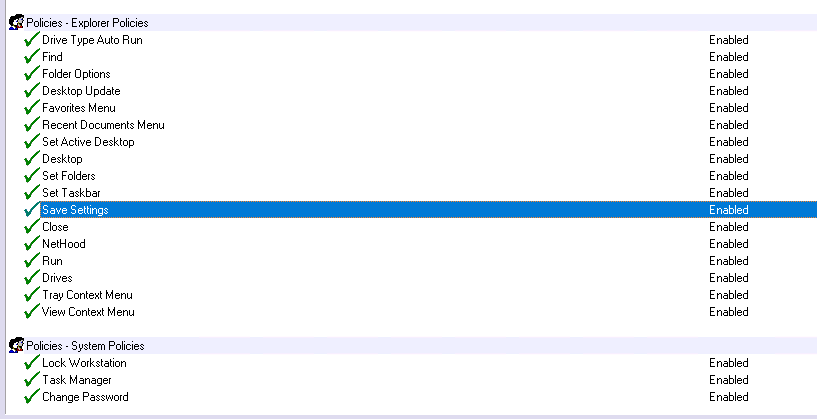 Policies - Explorer Policies
Drive Type Auto Run Enabled
Find Enabled
Folder Options Enabled
Desktop Update Enabled
Favorites Menu Enabled
Recent Documents Menu Enabled
Set Active Desktop Enabled
Desktop Enabled
Set Folders Enabled
Set Taskbar Enabled
Save Settings Enabled
Close Enabled
NetHood Enabled
Run Enabled
Drives Enabled
Tray Context Menu Enabled
View Context Menu Enabled
Policies - System Policies
Lock Workstation Enabled
Task Manager Enabled
Change Password Enabled